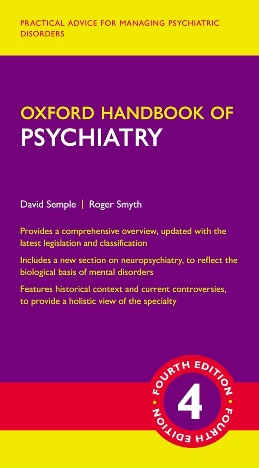 PRACTICAL ADVICE FOR MANAGING PSYCHIATRIC
DISORDERS
OXFORD HANDBOOK OF
PSYCHIATRY
David Semple | Roger Smyth
Provides a comprehensive overview, updated with the
latest legislation and classification
Includes a new section on neuropsychiatry, to reflect the
biological basis of mental disorders
Features historical context and current controversies,
to provide a holistic view of the specialty
FOURTH EDITION
4
FOURTH EDITION